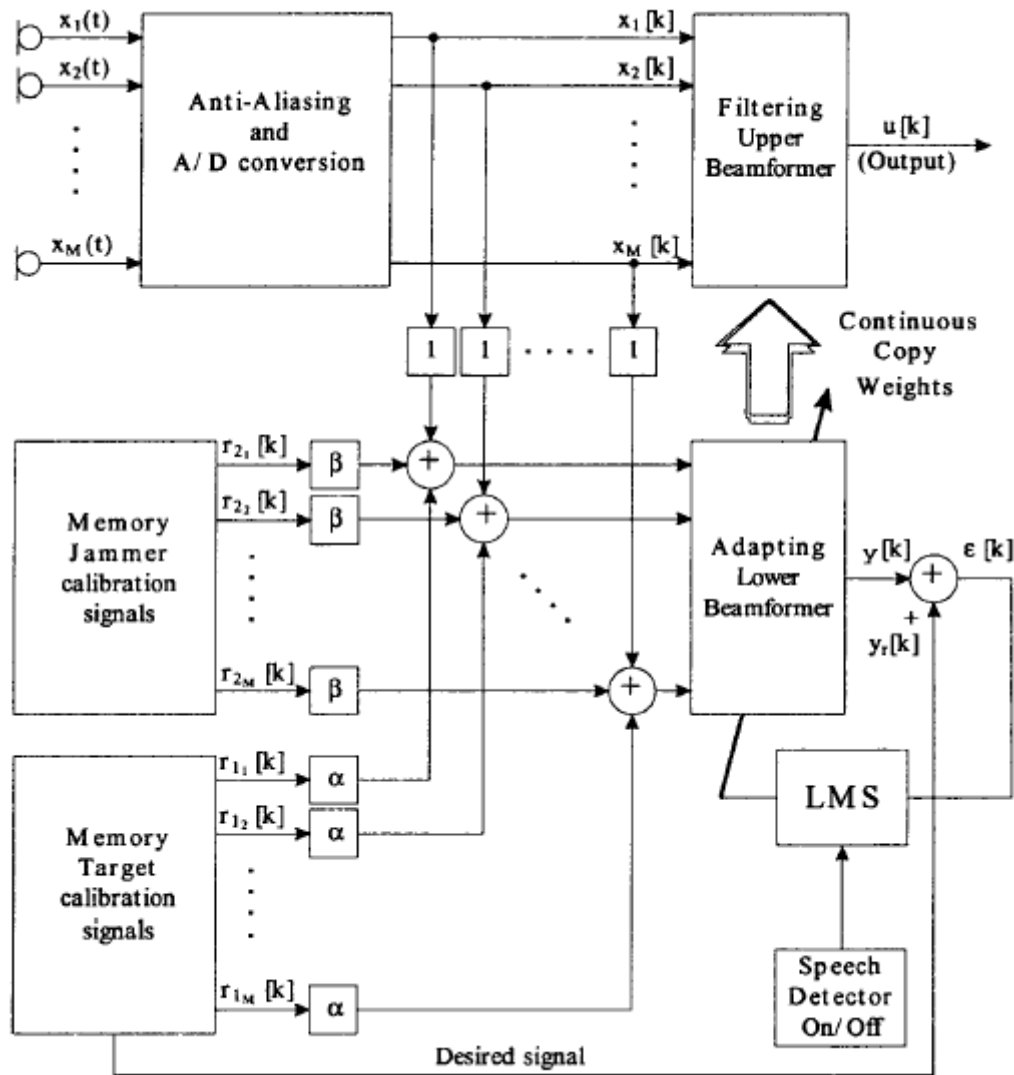 x₁(t)
x₂(t)
x_M(t)
Anti-Aliasing
and
A/D conversion
x₁[k]
x₂[k]
x_M[k]
Filtering
Upper
Beamformer
u[k]
(Output)
1
1
1
Continuous
Copy
Weights
Memory
Jammer
calibration
signals
r₂₁[k]
β
r₂₂[k]
β
r₂_M[k]
β
+
+
+
Adapting
Lower
Beamformer
y[k]
+
ε[k]
+
y_r[k]
Memory
Target
calibration
signals
r₁₁[k]
α
r₁₂[k]
α
r₁_M[k]
α
LMS
Speech
Detector
On/Off
Desired signal